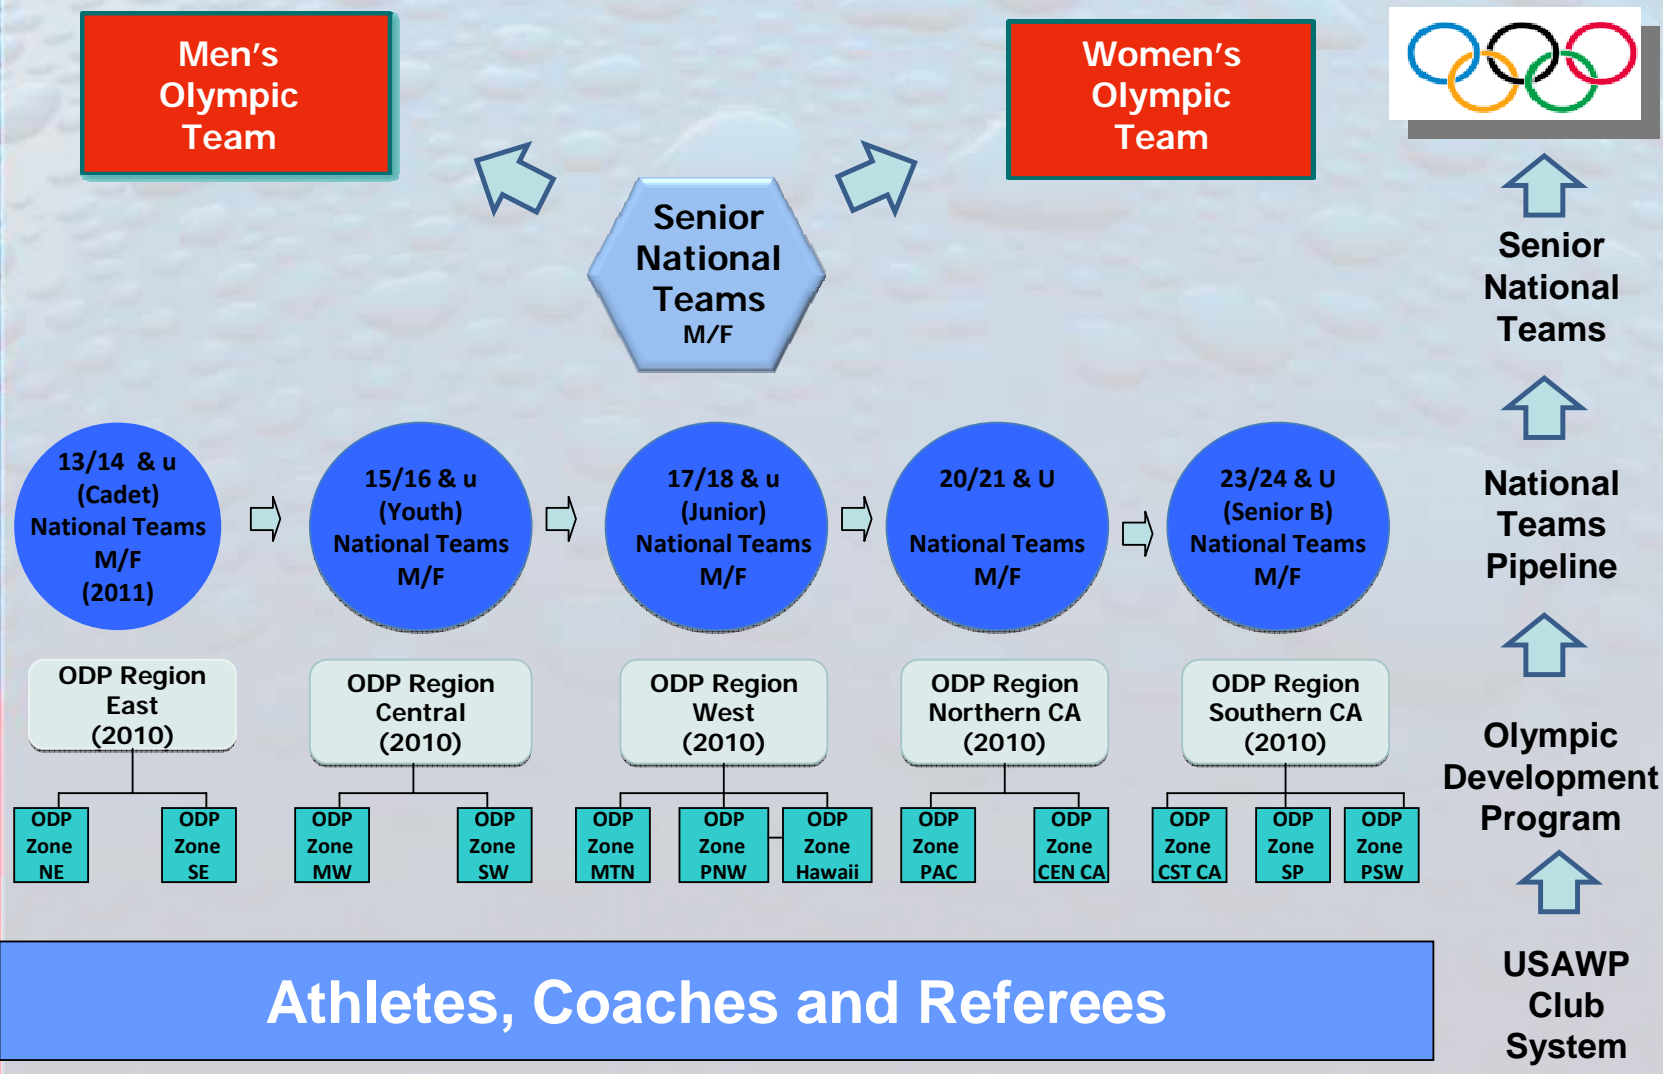 Men's
Olympic
Team
Women's
Olympic
Team
Senior
National
Teams
M/F
13/14 & u
(Cadet)
National Teams
M/F
(2011)
15/16 & u
(Youth)
National Teams
M/F
17/18 & u
(Junior)
National Teams
M/F
20/21 & U
National Teams
M/F
23/24 & U
(Senior B)
National Teams
M/F
ODP Region
East
(2010)
ODP Region
Central
(2010)
ODP Region
West
(2010)
ODP Region
Northern CA
(2010)
ODP Region
Southern CA
(2010)
ODP
Zone
NE
ODP
Zone
SE
ODP
Zone
MW
ODP
Zone
SW
ODP
Zone
MTN
ODP
Zone
PNW
ODP
Zone
Hawaii
ODP
Zone
PAC
ODP
Zone
CEN CA
ODP
Zone
CST CA
ODP
Zone
SP
ODP
Zone
PSW
Athletes, Coaches and Referees
Senior
National
Teams
National
Teams
Pipeline
Olympic
Development
Program
USAWP
Club
System